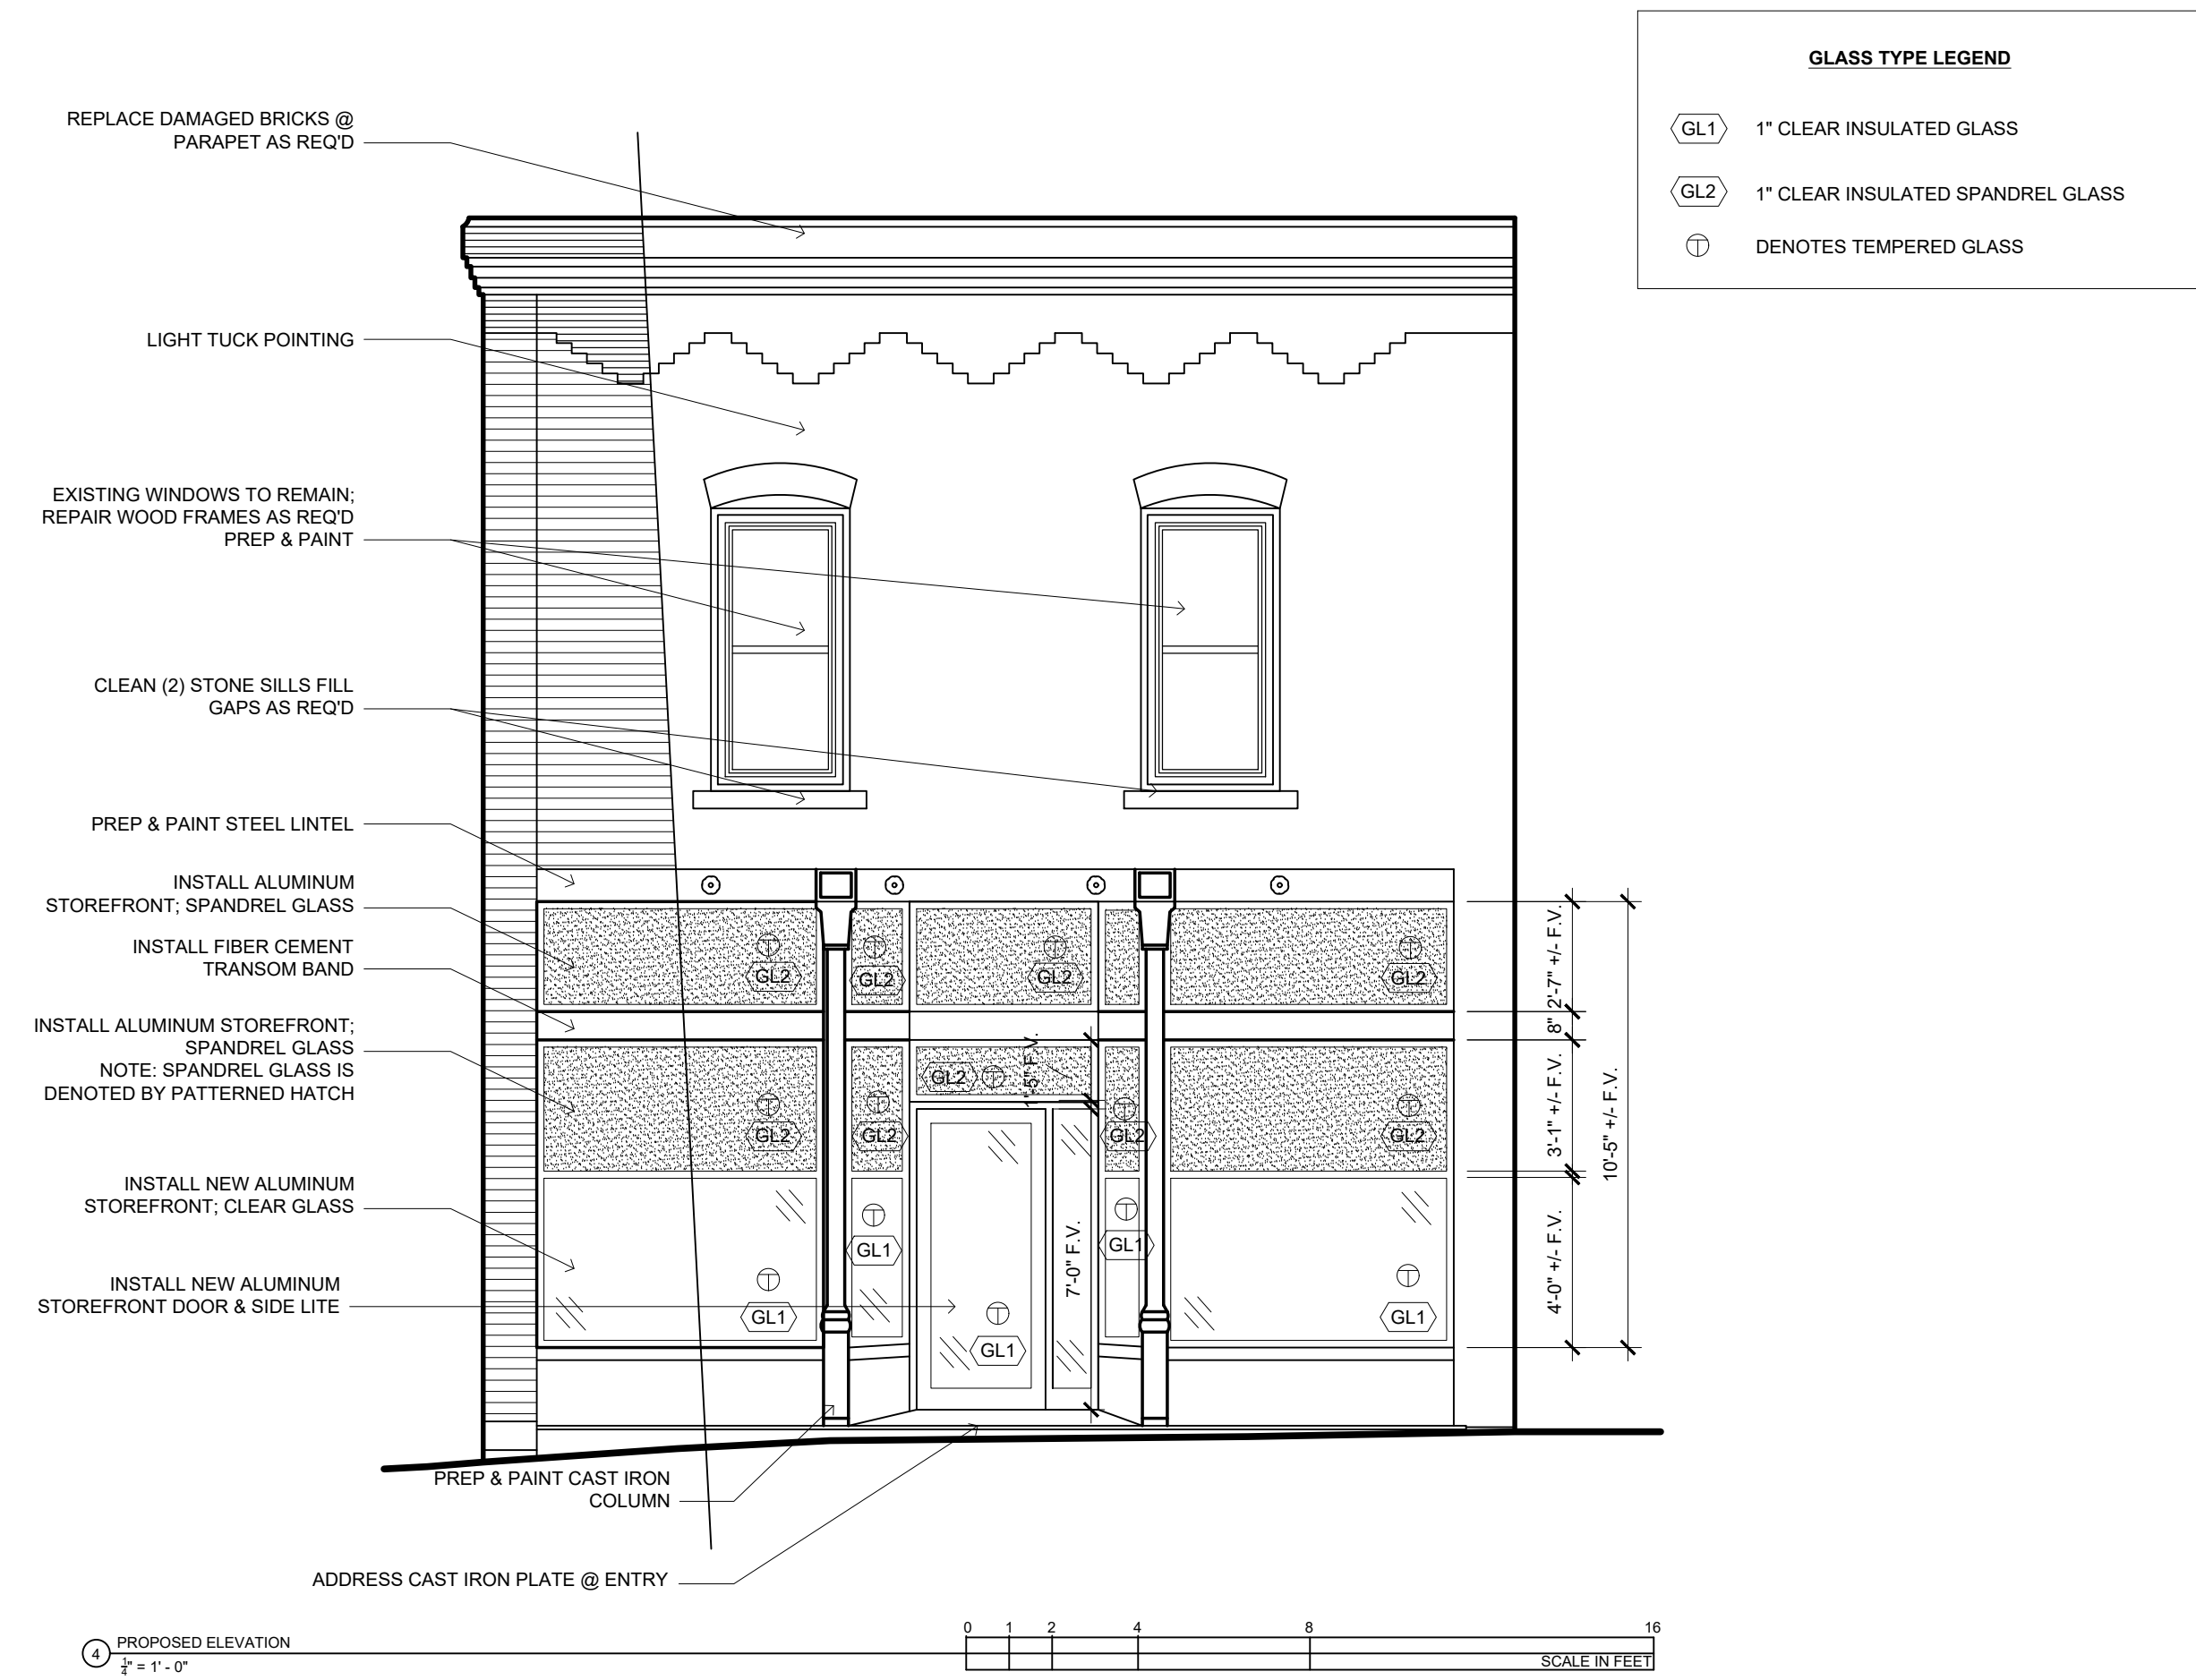 GLASS TYPE LEGEND
GL1 1" CLEAR INSULATED GLASS
GL2 1" CLEAR INSULATED SPANDREL GLASS
T DENOTES TEMPERED GLASS
REPLACE DAMAGED BRICKS @
PARAPET AS REQ'D
LIGHT TUCK POINTING
EXISTING WINDOWS TO REMAIN;
REPAIR WOOD FRAMES AS REQ'D
PREP & PAINT
CLEAN (2) STONE SILLS FILL
GAPS AS REQ'D
PREP & PAINT STEEL LINTEL
INSTALL ALUMINUM
STOREFRONT; SPANDREL GLASS
INSTALL FIBER CEMENT
TRANSOM BAND
INSTALL ALUMINUM STOREFRONT;
SPANDREL GLASS
NOTE: SPANDREL GLASS IS
DENOTED BY PATTERNED HATCH
INSTALL NEW ALUMINUM
STOREFRONT; CLEAR GLASS
INSTALL NEW ALUMINUM
STOREFRONT DOOR & SIDE LITE
PREP & PAINT CAST IRON
COLUMN
ADDRESS CAST IRON PLATE @ ENTRY
T T T T
GL2 GL2 GL2 GL2
GL2 T
T T T T
GL2 GL2 GL2 GL2
T T
GL1 GL1
T T T
GL1 GL1 GL1
1'-5" F.V.
7'-0" F.V.
2'-7" +/- F.V.
8"
3'-1" +/- F.V.
4'-0" +/- F.V.
10'-5" +/- F.V.
4 PROPOSED ELEVATION
1/4" = 1' - 0"
0 1 2 4 8 16
SCALE IN FEET